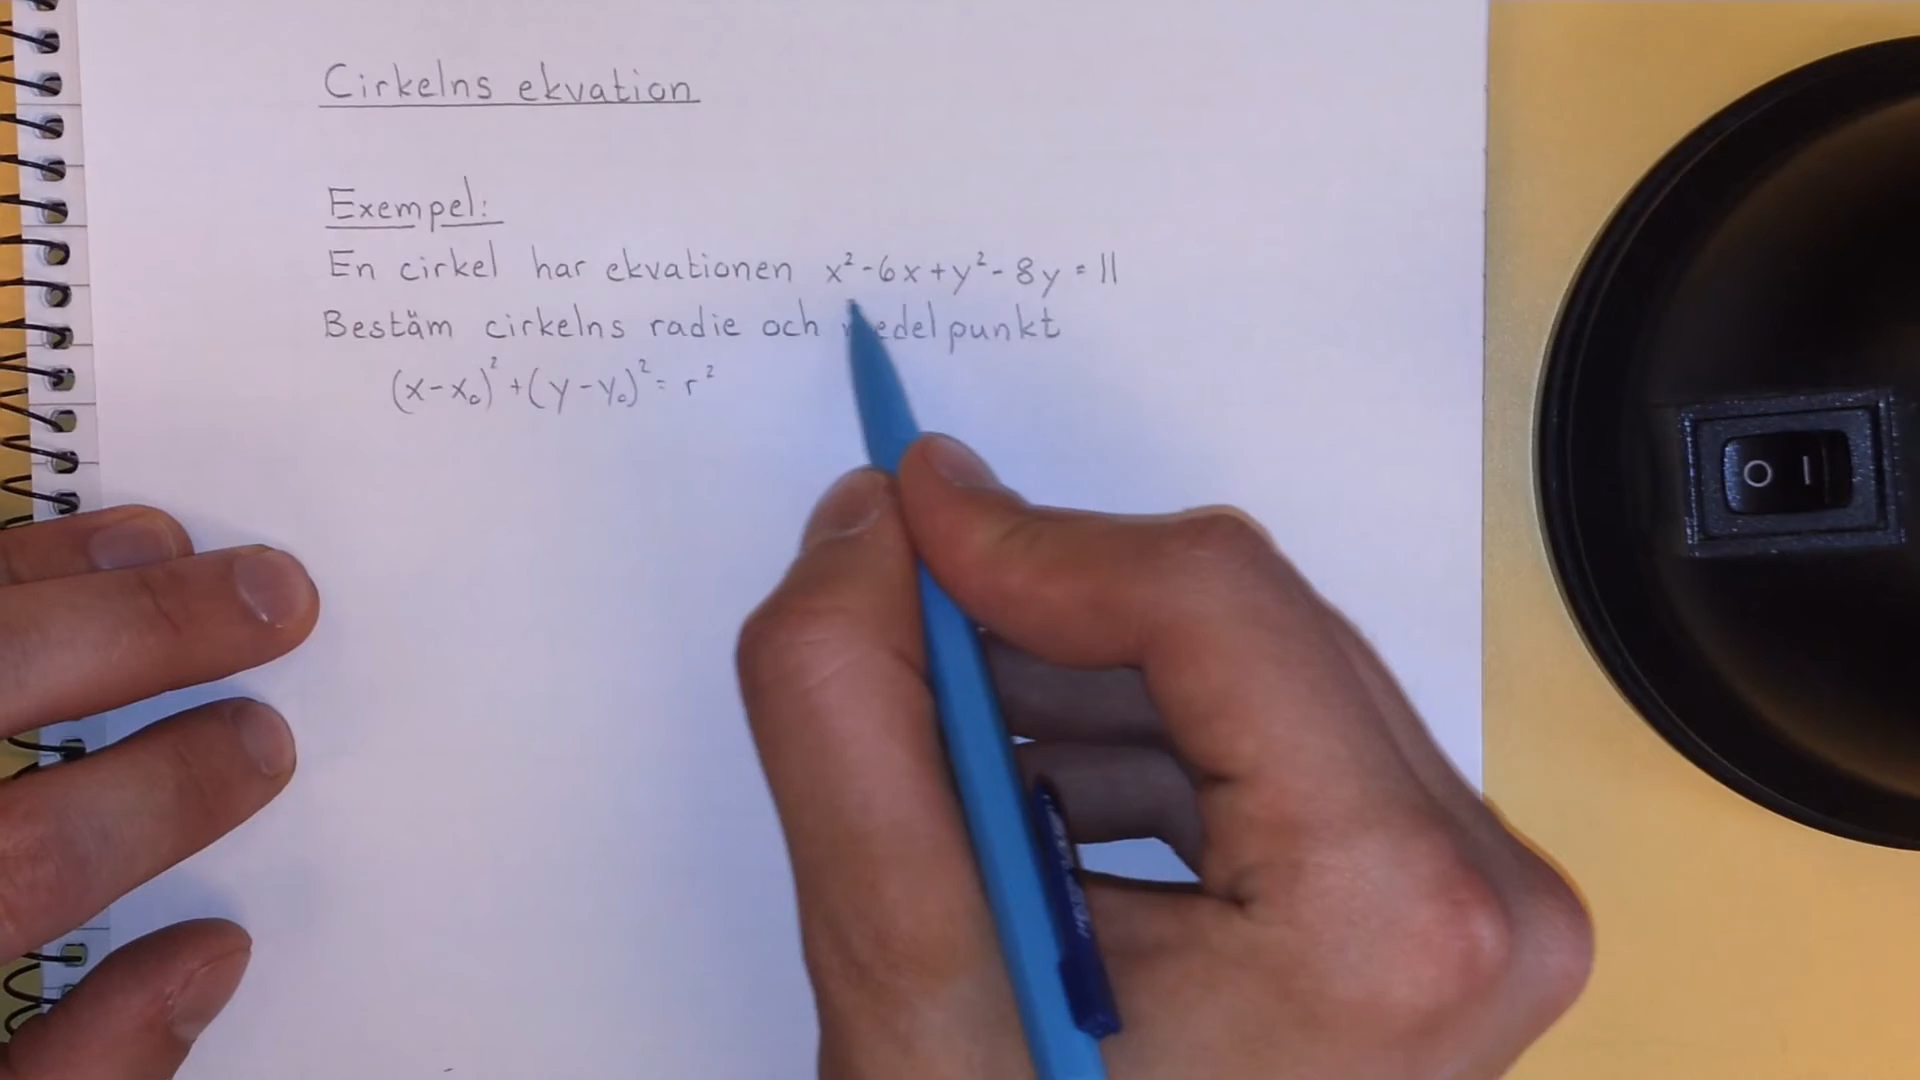 Cirkelns ekvation
Exempel:
En cirkel har ekvationen x²-6x+y²-8y=11
Bestäm cirkelns radie och medelpunkt
(x-x₀)²+(y-y₀)²=r²
O I